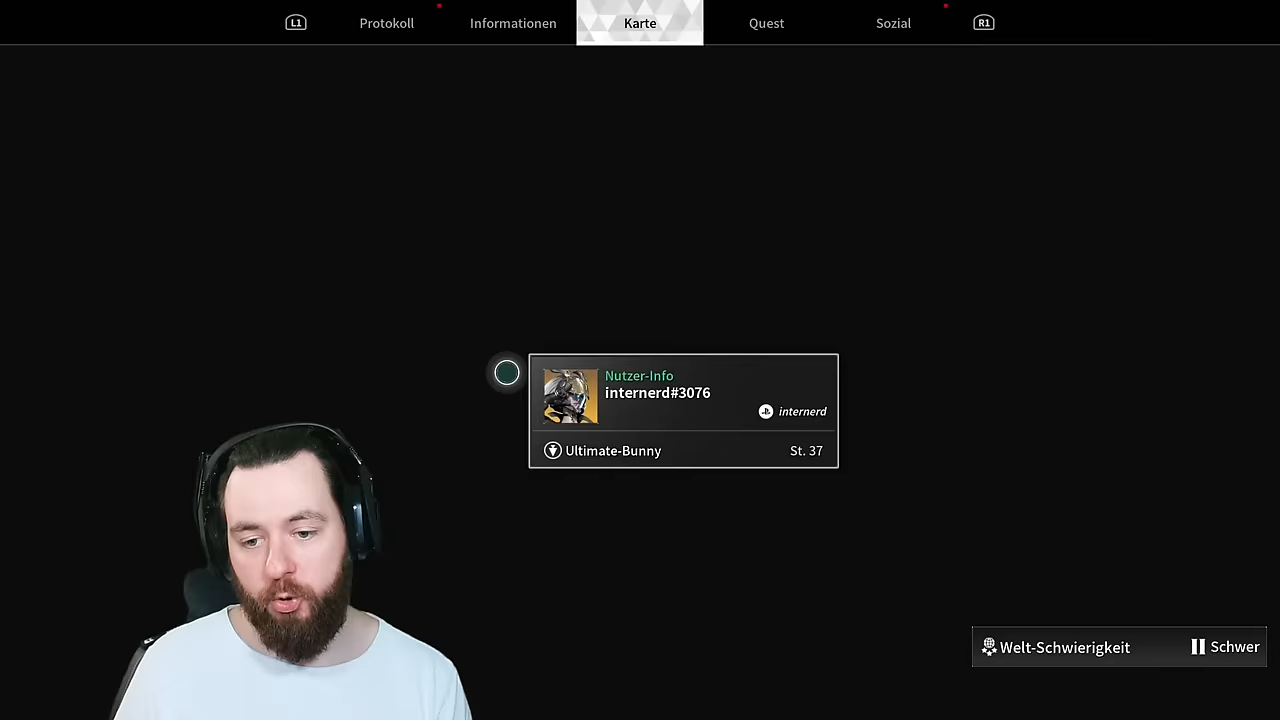 L1
Protokoll
Informationen
Karte
Quest
Sozial
R1
Nutzer-Info
internerd#3076
internerd
Ultimate-Bunny
St. 37
Welt-Schwierigkeit
Schwer